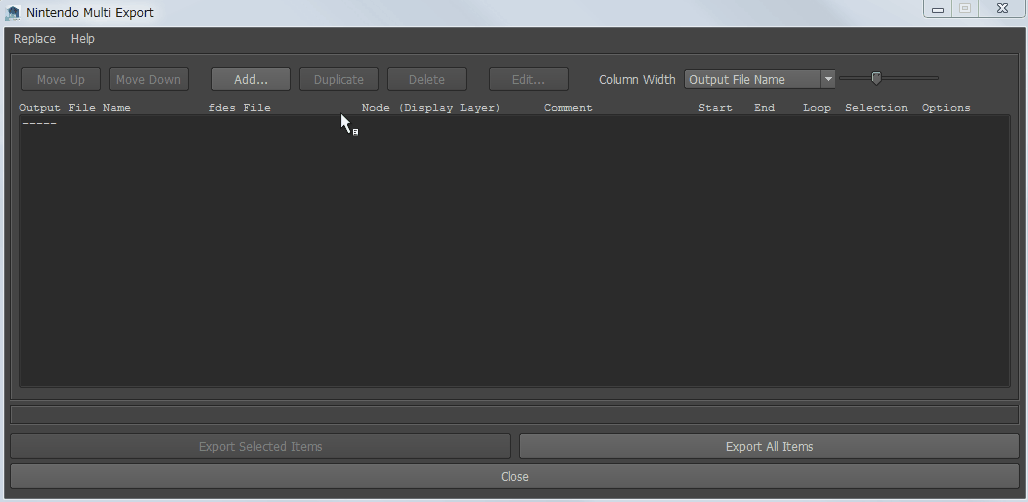 Nintendo Multi Export
Replace Help
Move Up Move Down Add... Duplicate Delete Edit... Column Width Output File Name
Output File Name fdes File Node (Display Layer) Comment Start End Loop Selection Options
-----
Export Selected Items Export All Items
Close